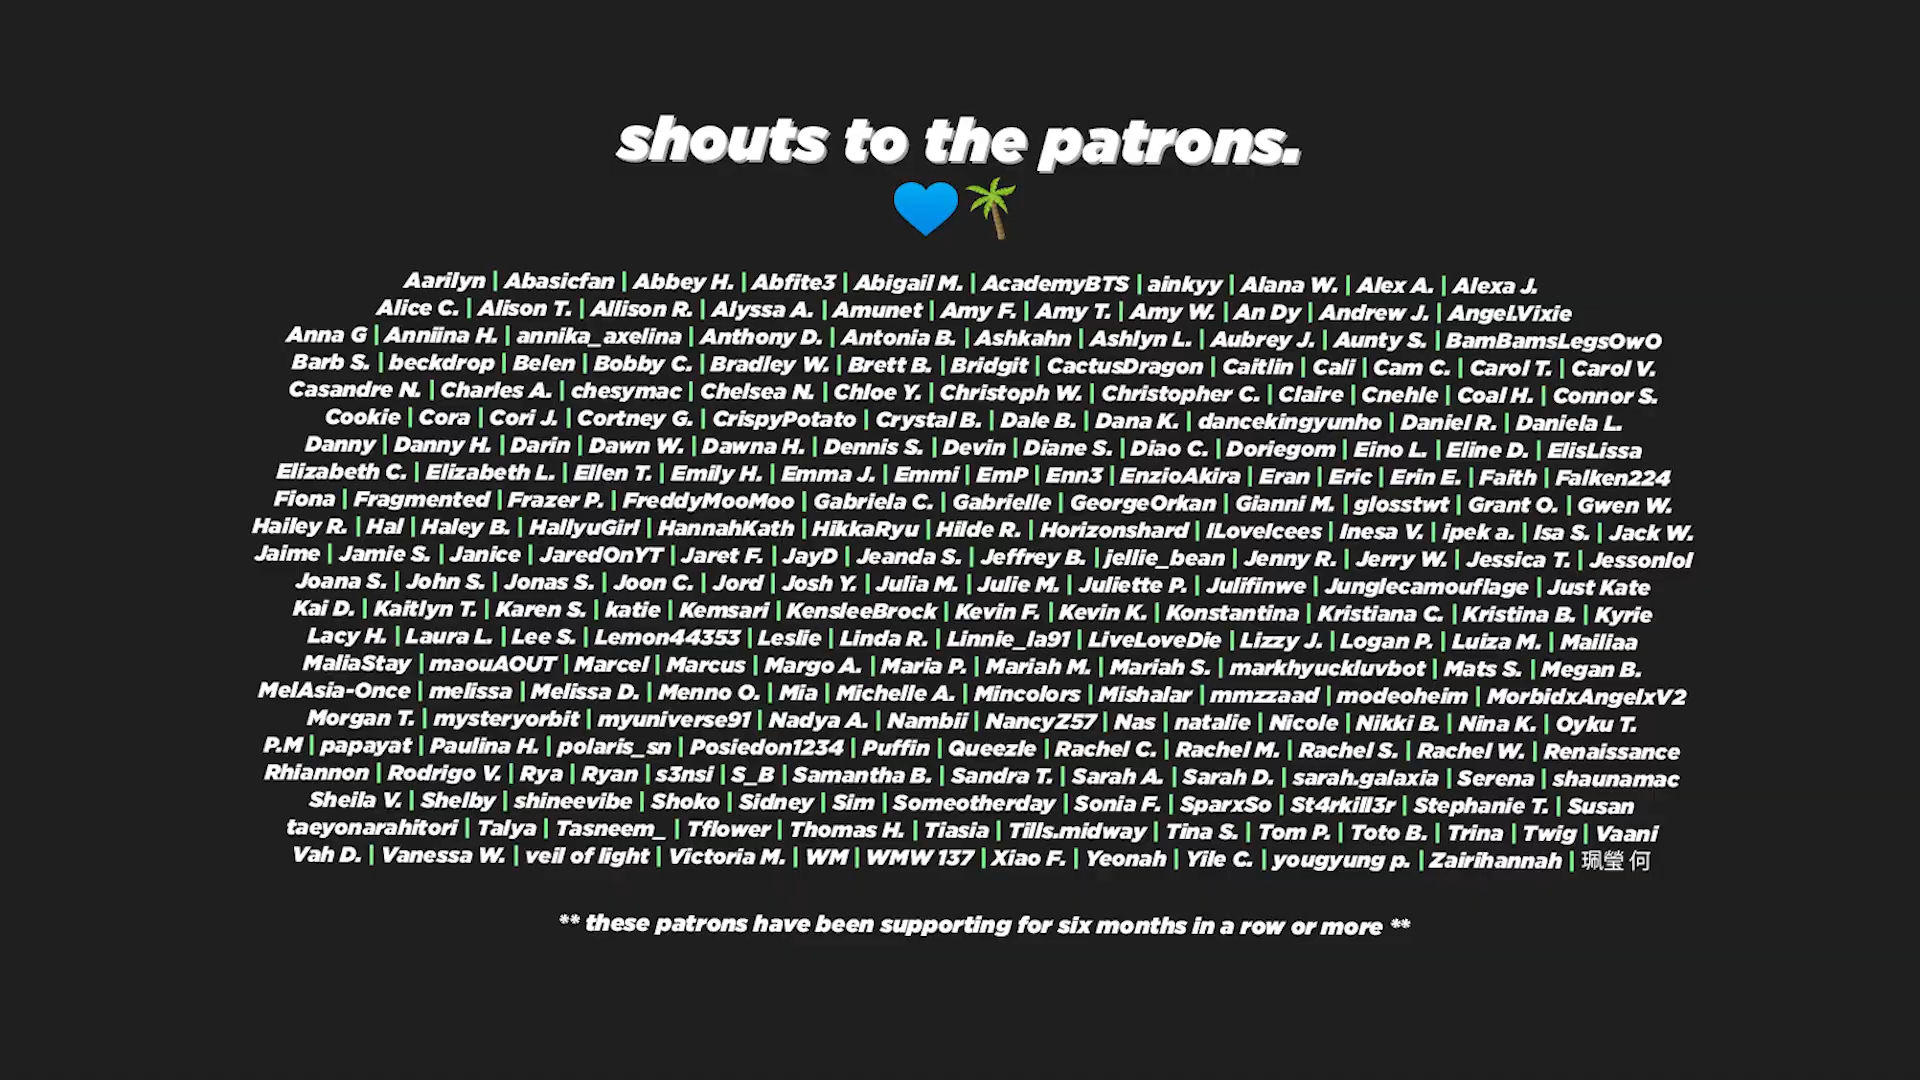 shouts to the patrons.
💙🌴
Aarilyn | Abasicfan | Abbey H. | Abfite3 | Abigail M. | AcademyBTS | ainkyy | Alana W. | Alex A. | Alexa J.
Alice C. | Alison T. | Allison R. | Alyssa A. | Amunet | Amy F. | Amy T. | Amy W. | An Dy | Andrew J. | Angel.Vixie
Anna G | Anniina H. | annika_axelina | Anthony D. | Antonia B. | Ashkahn | Ashlyn L. | Aubrey J. | Aunty S. | BamBamsLegsOwO
Barb S. | beckdrop | Belen | Bobby C. | Bradley W. | Brett B. | Bridgit | CactusDragon | Caitlin | Cali | Cam C. | Carol T. | Carol V.
Casandre N. | Charles A. | chesymac | Chelsea N. | Chloe Y. | Christoph W. | Christopher C. | Claire | Cnehle | Coal H. | Connor S.
Cookie | Cora | Cori J. | Cortney G. | CrispyPotato | Crystal B. | Dale B. | Dana K. | dancekingyunho | Daniel R. | Daniela L.
Danny | Danny H. | Darin | Dawn W. | Dawna H. | Dennis S. | Devin | Diane S. | Diao C. | Doriegom | Eino L. | Eline D. | ElisLissa
Elizabeth C. | Elizabeth L. | Ellen T. | Emily H. | Emma J. | Emmi | EmP | Enn3 | EnzioAkira | Eran | Eric | Erin E. | Faith | Falken224
Fiona | Fragmented | Frazer P. | FreddyMooMoo | Gabriela C. | Gabrielle | GeorgeOrkan | Gianni M. | glosstwt | Grant O. | Gwen W.
Hailey R. | Hal | Haley B. | HallyuGirl | HannahKath | HikkaRyu | Hilde R. | Horizonshard | ILoveIcees | Inesa V. | ipek a. | Isa S. | Jack W.
Jaime | Jamie S. | Janice | JaredOnYT | Jaret F. | JayD | Jeanda S. | Jeffrey B. | jellie_bean | Jenny R. | Jerry W. | Jessica T. | Jessonlol
Joana S. | John S. | Jonas S. | Joon C. | Jord | Josh Y. | Julia M. | Julie M. | Juliette P. | Julifinwe | Junglecamouflage | Just Kate
Kai D. | Kaitlyn T. | Karen S. | katie | Kemsari | KensleeBrock | Kevin F. | Kevin K. | Konstantina | Kristiana C. | Kristina B. | Kyrie
Lacy H. | Laura L. | Lee S. | Lemon44353 | Leslie | Linda R. | Linnie_la91 | LiveLoveDie | Lizzy J. | Logan P. | Luiza M. | Mailiaa
MaliaStay | maouAOUT | Marcel | Marcus | Margo A. | Maria P. | Mariah M. | Mariah S. | markhyuckluvbot | Mats S. | Megan B.
MelAsia-Once | melissa | Melissa D. | Menno O. | Mia | Michelle A. | Mincolors | Mishalar | mmzzaad | modeoheim | MorbidxAngelxV2
Morgan T. | mysteryorbit | myuniverse91 | Nadya A. | Nambii | NancyZ57 | Nas | natalie | Nicole | Nikki B. | Nina K. | Oyku T.
P.M | papayat | Paulina H. | polaris_sn | Posiedon1234 | Puffin | Queezle | Rachel C. | Rachel M. | Rachel S. | Rachel W. | Renaissance
Rhiannon | Rodrigo V. | Rya | Ryan | s3nsi | S_B | Samantha B. | Sandra T. | Sarah A. | Sarah D. | sarah.galaxia | Serena | shaunamac
Sheila V. | Shelby | shineevibe | Shoko | Sidney | Sim | Someotherday | Sonia F. | SparxSo | St4rkill3r | Stephanie T. | Susan
taeyonarahitori | Talya | Tasneem_ | Tflower | Thomas H. | Tiasia | Tills.midway | Tina S. | Tom P. | Toto B. | Trina | Twig | Vaani
Vah D. | Vanessa W. | veil of light | Victoria M. | WM | WMW 137 | Xiao F. | Yeonah | Yile C. | yougyung p. | Zairihannah | 珮瑩 何
** these patrons have been supporting for six months in a row or more **